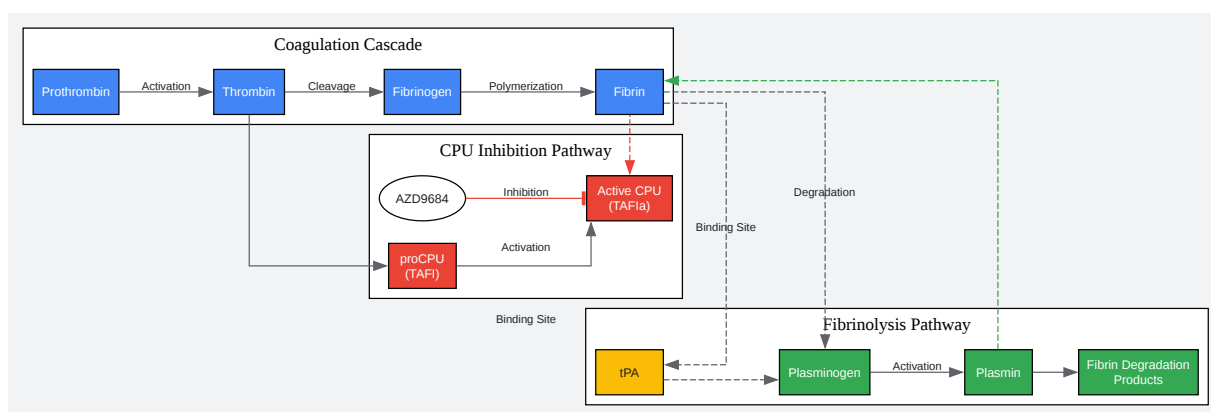 Coagulation Cascade
Prothrombin
Activation
Thrombin
Cleavage
Fibrinogen
Polymerization
Fibrin
CPU Inhibition Pathway
AZD9684
Inhibition
Active CPU
(TAFIa)
Degradation
proCPU
(TAFI)
Activation
Binding Site
Binding Site
Fibrinolysis Pathway
tPA
Plasminogen
Activation
Plasmin
Fibrin Degradation
Products